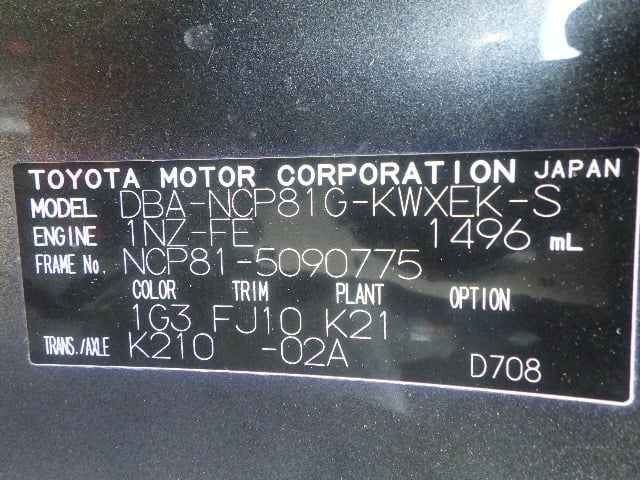 TOYOTA MOTOR CORPORATION JAPAN
MODEL DBA-NCP81G-KWXEK-S
ENGINE 1NZ-FE 1496 mL
FRAME No. NCP81-5090775
COLOR TRIM PLANT OPTION
1G3 FJ10 K21
TRANS./AXLE K210 -02A
D708